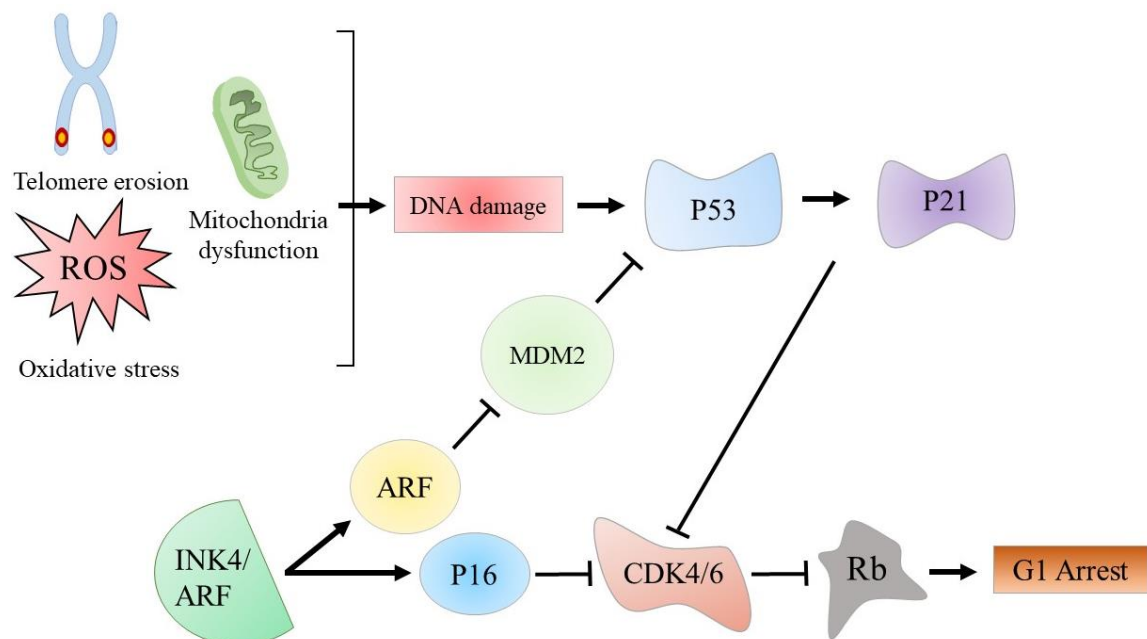 Telomere erosion
Mitochondria
dysfunction
ROS
Oxidative stress
DNA damage
P53
P21
MDM2
ARF
INK4/
ARF
P16
CDK4/6
Rb
G1 Arrest